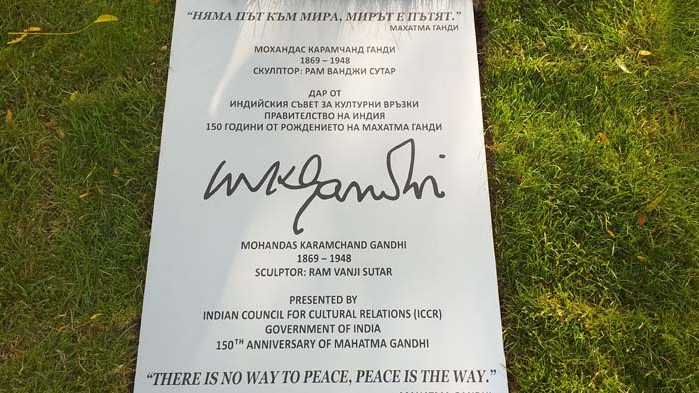 "НЯМА ПЪТ КЪМ МИРА, МИРЪТ Е ПЪТЯТ."
МАХАТМА ГАНДИ
МОХАНДАС КАРАМЧАНД ГАНДИ
1869 – 1948
СКУЛПТОР: РАМ ВАНДЖИ СУТАР
ДАР ОТ
ИНДИЙСКИЯ СЪВЕТ ЗА КУЛТУРНИ ВРЪЗКИ
ПРАВИТЕЛСТВО НА ИНДИЯ
150 ГОДИНИ ОТ РОЖДЕНИЕТО НА МАХАТМА ГАНДИ
MKGandhi
MOHANDAS KARAMCHAND GANDHI
1869 – 1948
SCULPTOR: RAM VANJI SUTAR
PRESENTED BY
INDIAN COUNCIL FOR CULTURAL RELATIONS (ICCR)
GOVERNMENT OF INDIA
150TH ANNIVERSARY OF MAHATMA GANDHI
"THERE IS NO WAY TO PEACE, PEACE IS THE WAY."